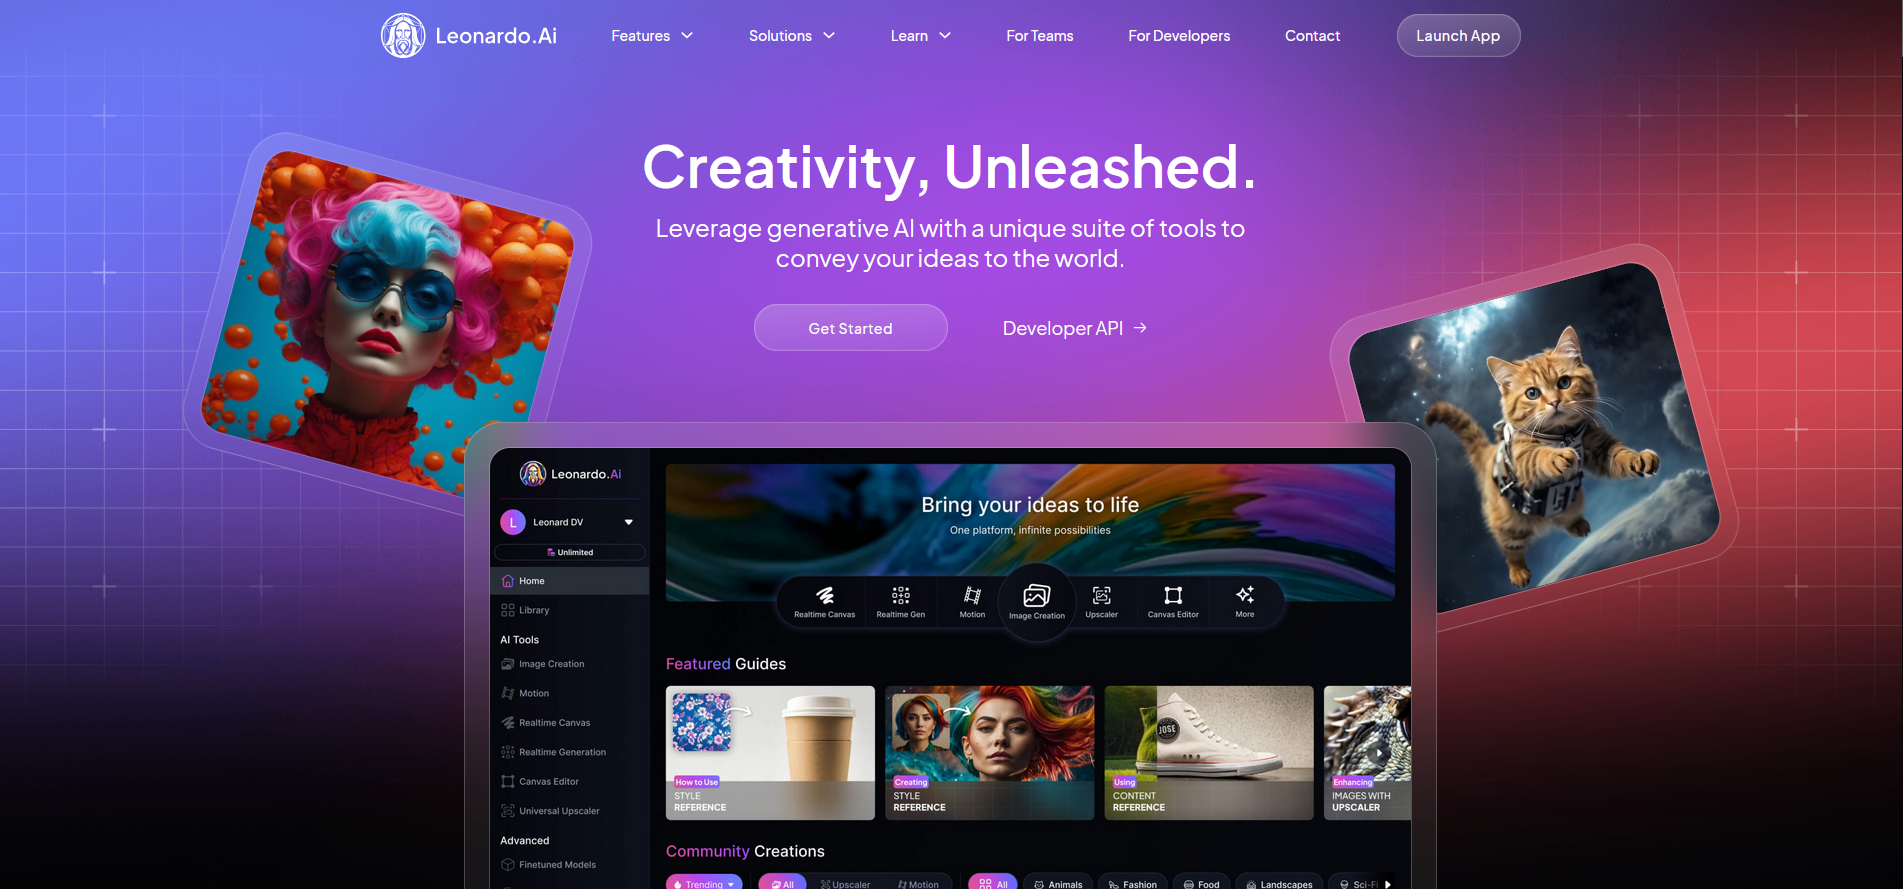 Leonardo.Ai
Features
Solutions
Learn
For Teams
For Developers
Contact
Launch App
Creativity, Unleashed.
Leverage generative AI with a unique suite of tools to
convey your ideas to the world.
Get Started
Developer API →
Leonardo.Ai
L
Leonard DV
Unlimited
Home
Library
AI Tools
Image Creation
Motion
Realtime Canvas
Realtime Generation
Canvas Editor
Universal Upscaler
Advanced
Finetuned Models
Bring your ideas to life
One platform, infinite possibilities
Realtime Canvas
Realtime Gen
Motion
Image Creation
Upscaler
Canvas Editor
More
Featured Guides
How to Use
STYLE
REFERENCE
Creating
STYLE
REFERENCE
JOSE
Using
CONTENT
REFERENCE
Enhancing
IMAGES WITH
UPSCALER
Community Creations
Trending
All
Upscaler
Motion
All
Animals
Fashion
Food
Landscapes
Sci-Fi